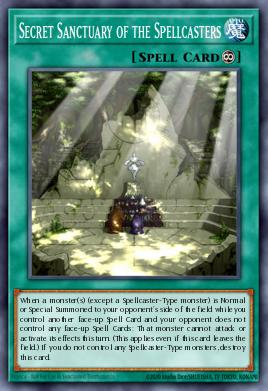 SECRET SANCTUARY OF THE SPELLCASTERS
魔
[SPELL CARD]
When a monster(s) (except a Spellcaster-Type monster) is Normal
or Special Summoned to your opponent's side of the field while you
control another face-up Spell Card and your opponent does not
control any face-up Spell Cards: That monster cannot attack or
activate its effects this turn. (This applies even if this card leaves the
field.) If you do not control any Spellcaster-Type monsters, destroy
this card.